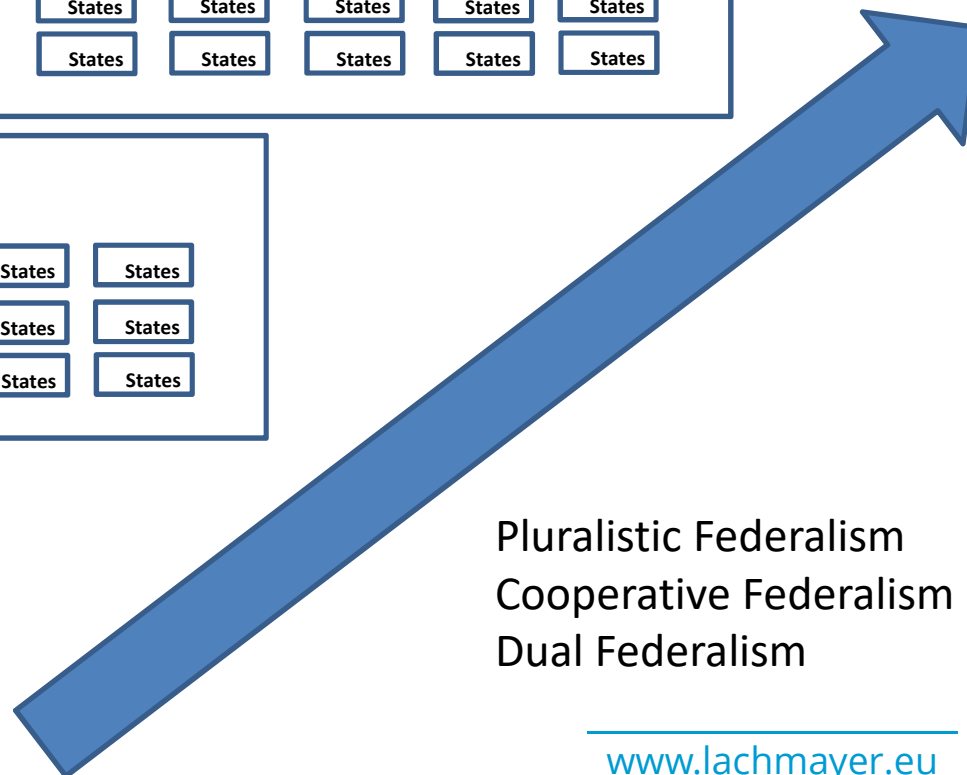 States States States States States
States States States States States
States States
States States
States States
Pluralistic Federalism
Cooperative Federalism
Dual Federalism
www.lachmayer.eu